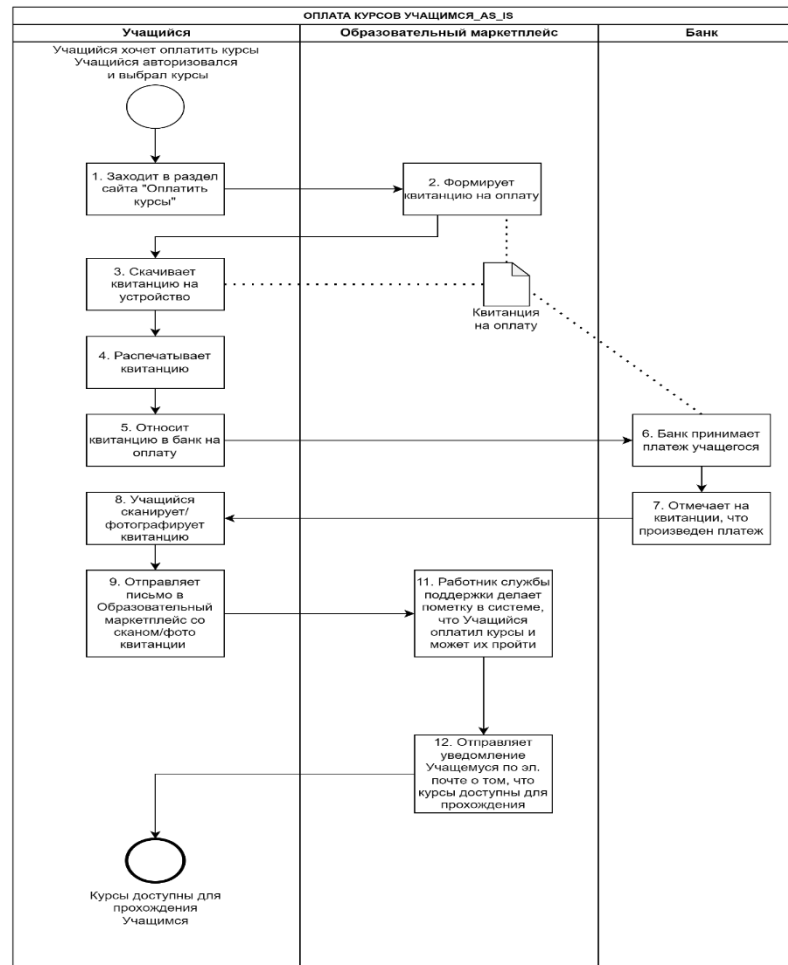 ОПЛАТА КУРСОВ УЧАЩИМСЯ_AS_IS
Учащийся
Образовательный маркетплейс
Банк
Учащийся хочет оплатить курсы
Учащийся авторизовался
и выбрал курсы
1. Заходит в раздел
сайта "Оплатить
курсы"
2. Формирует
квитанцию на оплату
3. Скачивает
квитанцию на
устройство
Квитанция
на оплату
4. Распечатывает
квитанцию
5. Относит
квитанцию в банк на
оплату
6. Банк принимает
платеж учащегося
7. Отмечает на
квитанции, что
произведен платеж
8. Учащийся
сканирует/
фотографирует
квитанцию
9. Отправляет
письмо в
Образовательный
маркетплейс со
сканом/фото
квитанции
11. Работник службы
поддержки делает
пометку в системе,
что Учащийся
оплатил курсы и
может их пройти
12. Отправляет
уведомление
Учащемуся по эл.
почте о том, что
курсы доступны для
прохождения
Курсы доступны для
прохождения
Учащимся